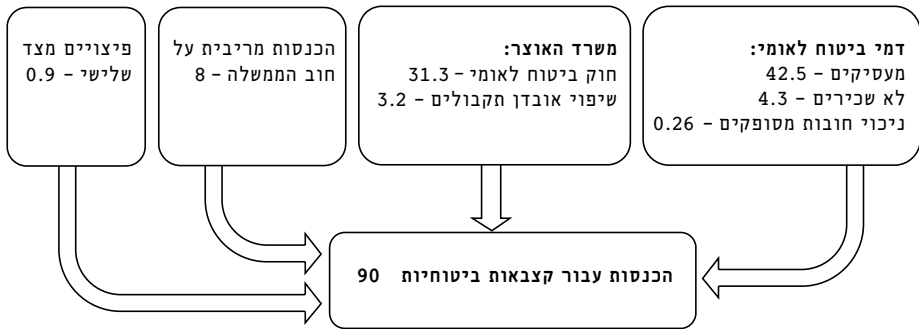 דמי ביטוח לאומי:
מעסיקים – 42.5
לא שכירים – 4.3
ניכוי חובות מסופקים – 0.26
משרד האוצר:
חוק ביטוח לאומי – 31.3
שיפוי אובדן תקבולים – 3.2
הכנסות מריבית על
חוב הממשלה – 8
פיצויים מצד
שלישי – 0.9
הכנסות עבור קצבאות ביטוחיות 90